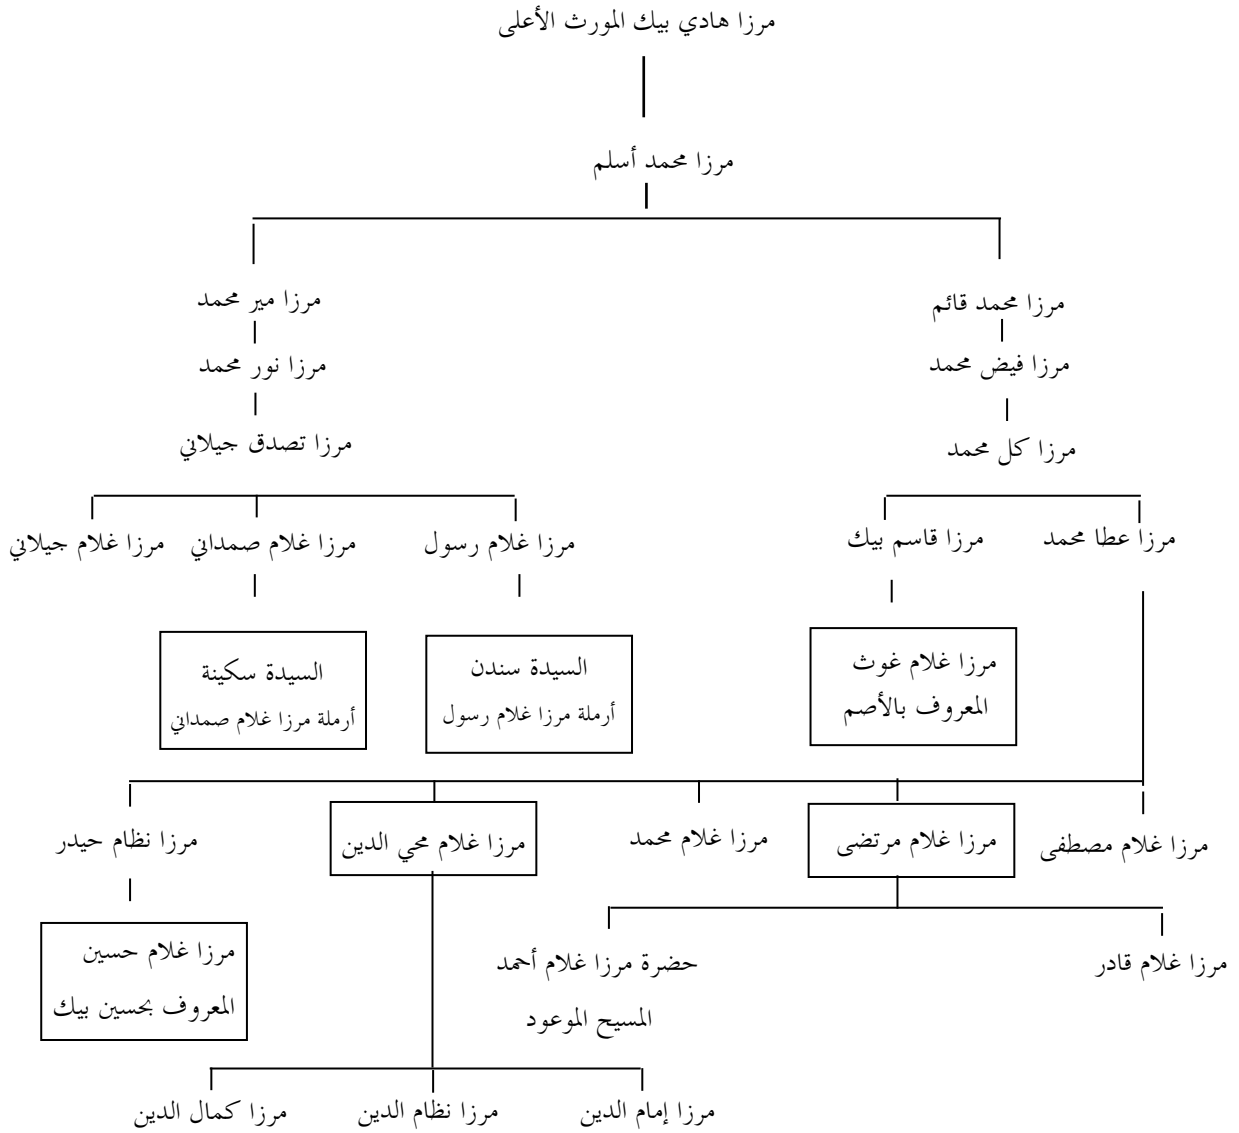 مرزا هادي بيك المورث الأعلى
مرزا محمد أسلم
مرزا محمد قائم
مرزا مير محمد
مرزا فيض محمد
مرزا نور محمد
مرزا كل محمد
مرزا تصدق جيلاني
مرزا عطا محمد
مرزا قاسم بيك
مرزا غلام رسول
مرزا غلام صمداني
مرزا غلام جيلاني
مرزا غلام غوث
المعروف بالأصم
السيدة سندن
أرملة مرزا غلام رسول
السيدة سكينة
أرملة مرزا غلام صمداني
مرزا غلام مصطفى
مرزا غلام مرتضى
مرزا غلام محمد
مرزا غلام محي الدين
مرزا نظام حيدر
مرزا غلام قادر
حضرة مرزا غلام أحمد
المسيح الموعود
مرزا غلام حسين
المعروف بحسين بيك
مرزا إمام الدين
مرزا نظام الدين
مرزا كمال الدين